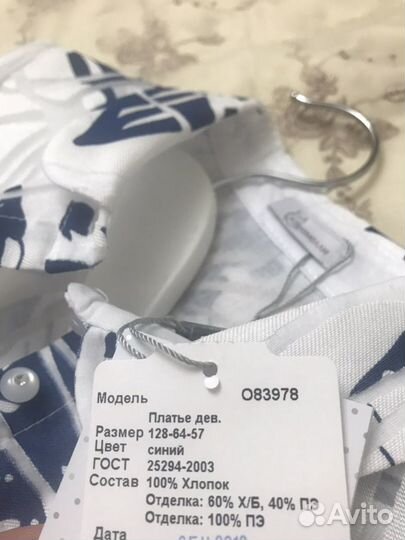 Модель О83978
Платье дев.
Размер 128-64-57
Цвет синий
ГОСТ 25294-2003
Состав 100% Хлопок
Отделка: 60% Х/Б, 40% ПЭ
Отделка: 100% ПЭ
Дата
Avito